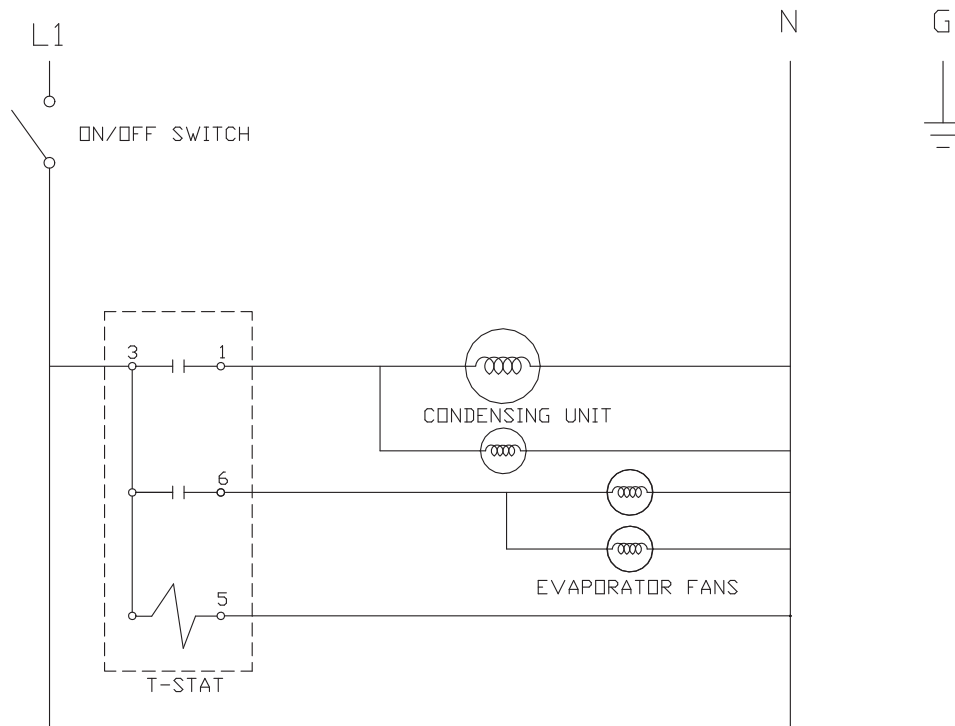 L1
N
G
ON/OFF SWITCH
3
1
CONDENSING UNIT
6
EVAPORATOR FANS
5
T-STAT